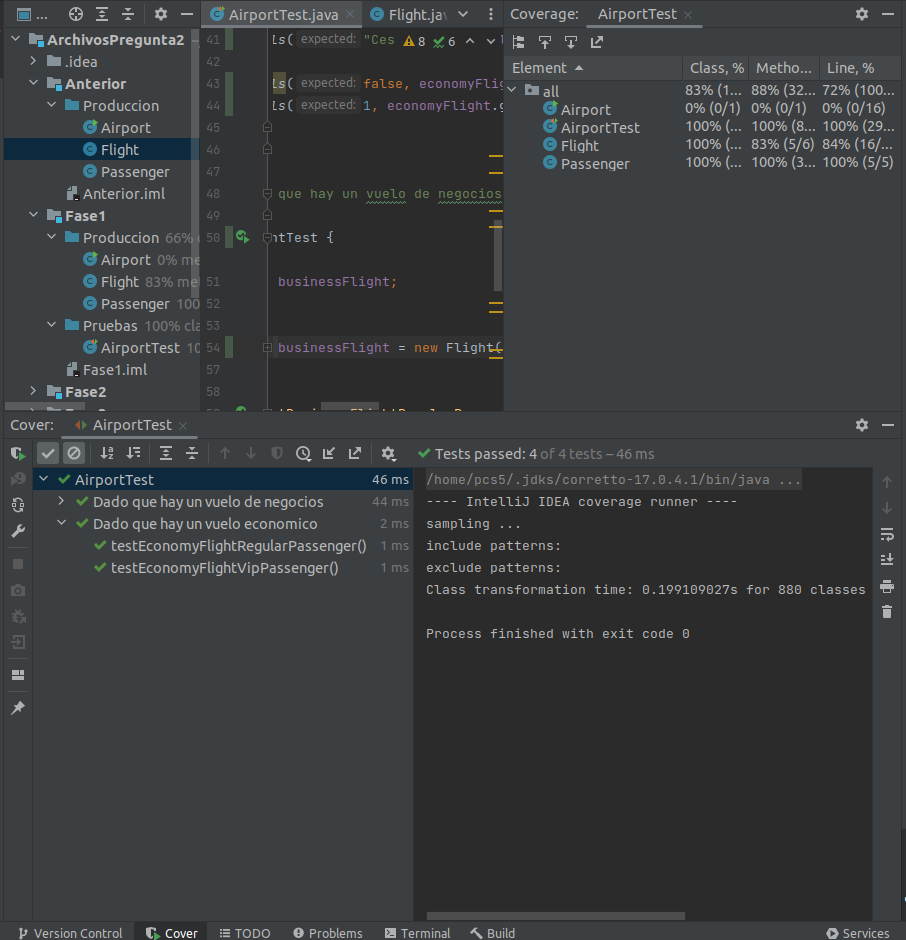 ...
AirportTest.java
Flight.jav
Coverage:
AirportTest
ArchivosPregunta2
.idea
Anterior
Produccion
Airport
Flight
Passenger
Anterior.iml
Fase1
Produccion 66% c
Airport 0% me
Flight 83% me
Passenger 100
Pruebas 100% cla
AirportTest 10
Fase1.iml
Fase2
41 ls( expected: "Ces 8 6
42
43 ls( expected: false, economyFlig
44 ls( expected: 1, economyFlight.g
45
46
47
48 que hay un vuelo de negocios
49
50 ntTest {
51 businessFlight;
52
53
54 businessFlight = new Flight(
57
58
Element Class, % Metho... Line, %
all 83% (1... 88% (32... 72% (100...
Airport 0% (0/1) 0% (0/1) 0% (0/16)
AirportTest 100% (... 100% (8... 100% (29...
Flight 100% (... 83% (5/6) 84% (16/...
Passenger 100% (... 100% (3... 100% (5/5)
Cover: AirportTest
Tests passed: 4 of 4 tests – 46 ms
AirportTest 46 ms
Dado que hay un vuelo de negocios 44 ms
Dado que hay un vuelo economico 2 ms
testEconomyFlightRegularPassenger() 1 ms
testEconomyFlightVipPassenger() 1 ms
/home/pcs5/.jdks/corretto-17.0.4.1/bin/java ...
---- IntelliJ IDEA coverage runner ----
sampling ...
include patterns:
exclude patterns:
Class transformation time: 0.199109027s for 880 classes
Process finished with exit code 0
Version Control Cover TODO Problems Terminal Build Services